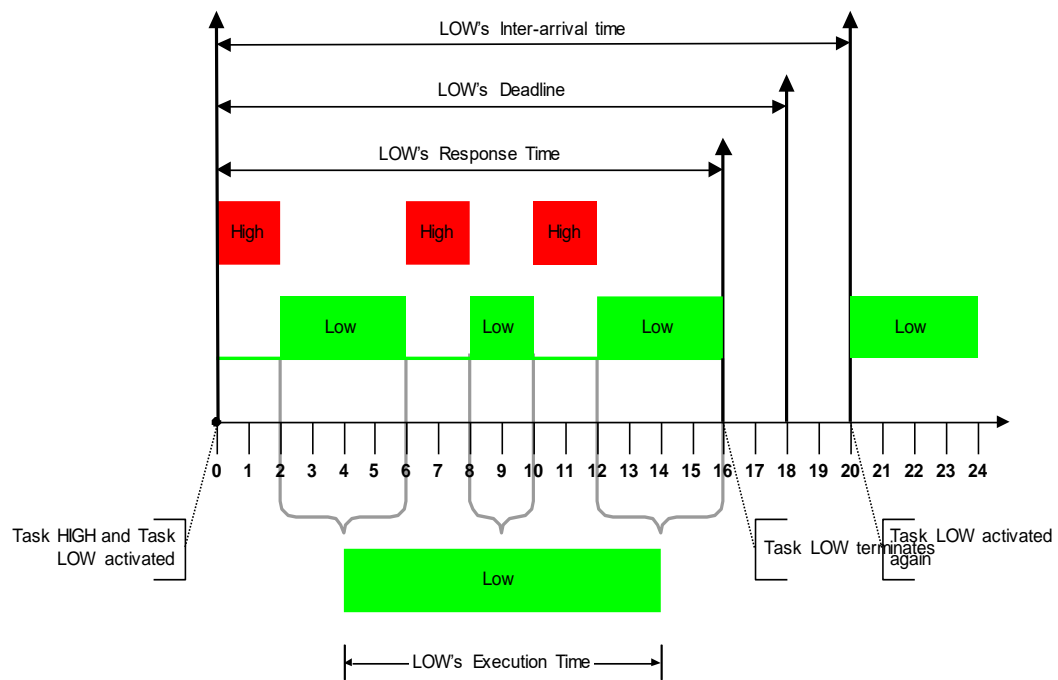 LOW's Inter-arrival time
LOW's Deadline
LOW's Response Time
High
High
High
Low
Low
Low
Low
0 1 2 3 4 5 6 7 8 9 10 11 12 13 14 15 16 17 18 19 20 21 22 23 24
Task HIGH and Task
LOW activated
Task LOW terminates
Task LOW activated
again
Low
LOW's Execution Time